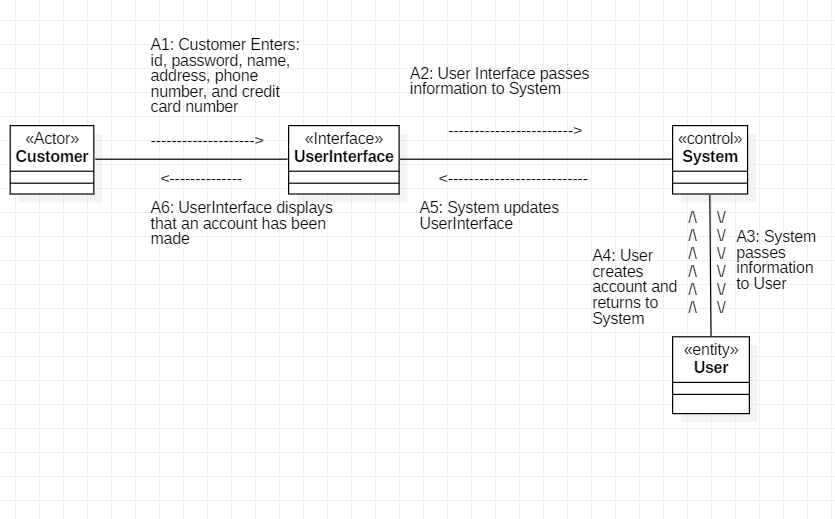 A1: Customer Enters:
id, password, name,
address, phone
number, and credit
card number
A2: User Interface passes
information to System
«Actor»
Customer
--------------------->
«Interface»
UserInterface
------------------------>
«control»
System
<--------------
<---------------------------
A6: UserInterface displays
that an account has been
made
A5: System updates
UserInterface
A4: User
creates
account and
returns to
System
/\ \/
/\ \/
/\ \/
/\ \/
/\ \/
/\ \/
A3: System
passes
information
to User
«entity»
User